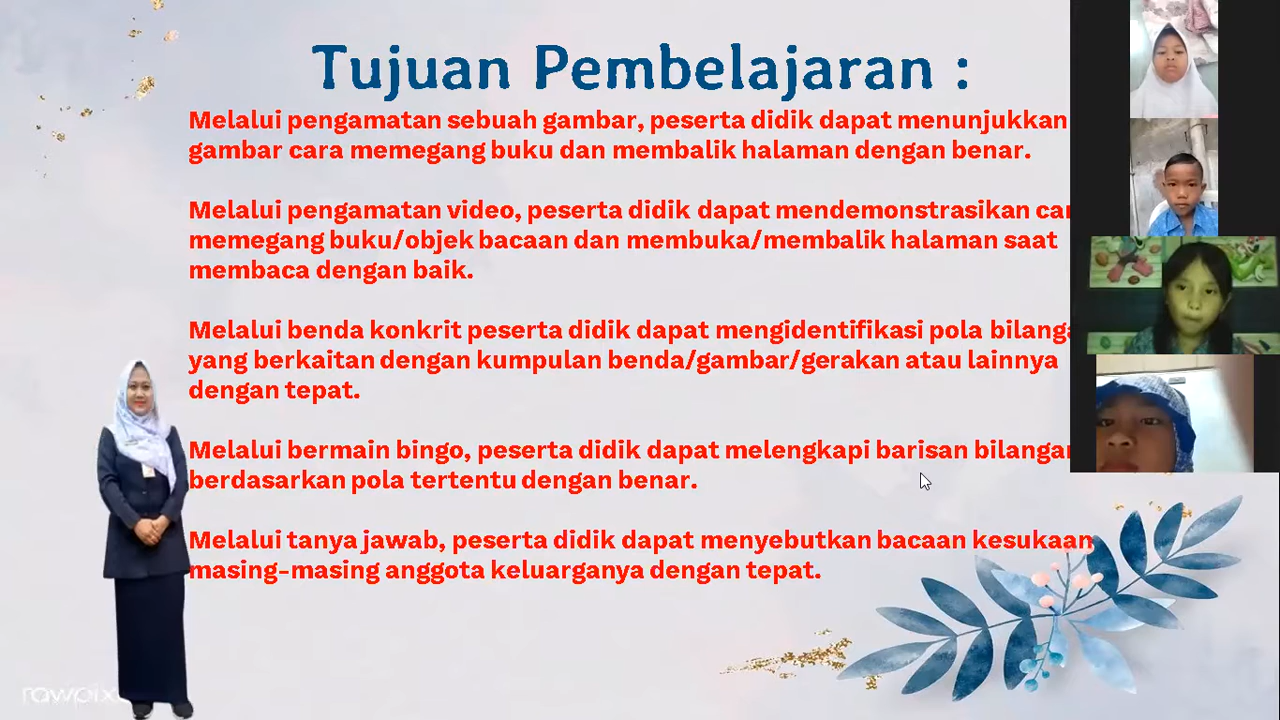 Tujuan Pembelajaran :
Melalui pengamatan sebuah gambar, peserta didik dapat menunjukkan
gambar cara memegang buku dan membalik halaman dengan benar.
Melalui pengamatan video, peserta didik dapat mendemonstrasikan
memegang buku/objek bacaan dan membuka/membalik halaman saat
membaca dengan baik.
Melalui benda konkrit peserta didik dapat mengidentifikasi pola
yang berkaitan dengan kumpulan benda/gambar/gerakan atau lainnya
dengan tepat.
Melalui bermain bingo, peserta didik dapat melengkapi barisan bilangan
berdasarkan pola tertentu dengan benar.
Melalui tanya jawab, peserta didik dapat menyebutkan bacaan kesukaan
masing-masing anggota keluarganya dengan tepat.
rawpix